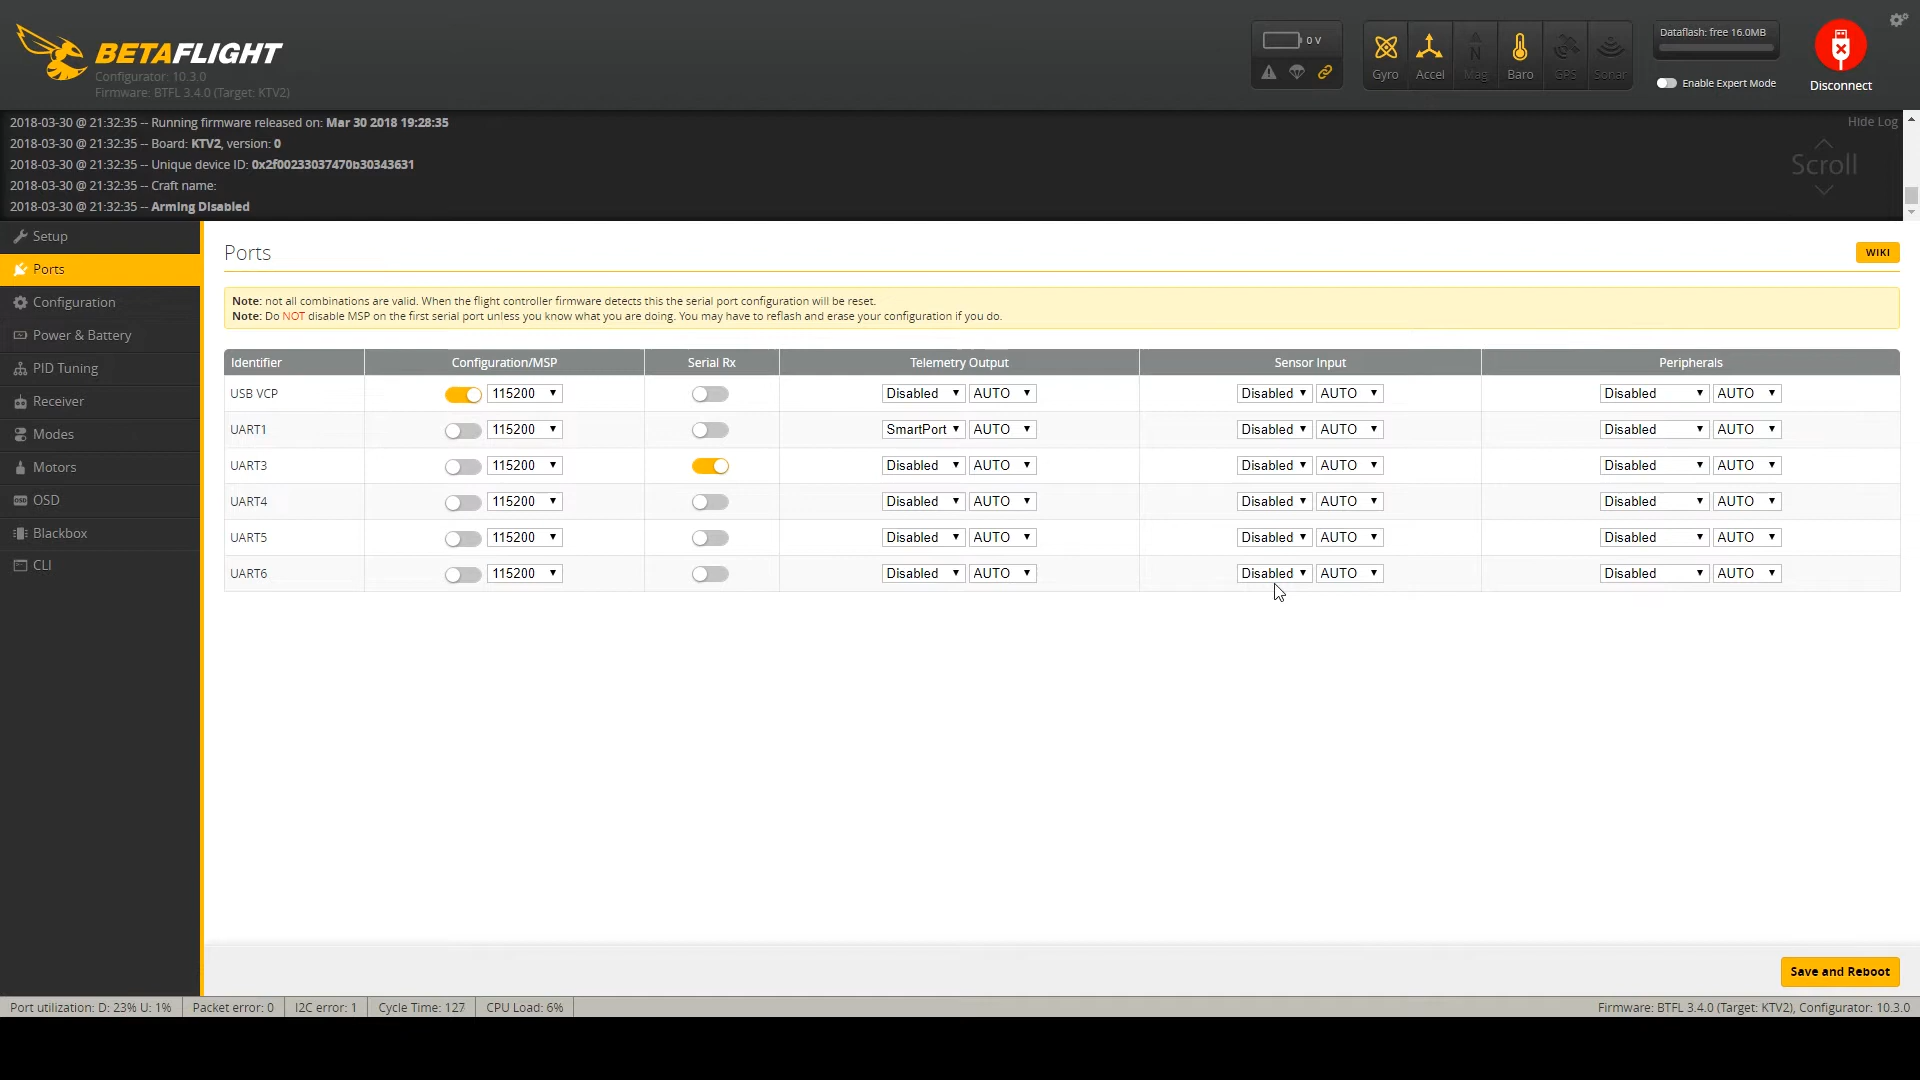 BETAFLIGHT
Configurator: 10.3.0
Firmware: BTFL 3.4.0 (Target: KTV2)
0 V
Gyro Accel Mag Baro GPS Sonar
Dataflash: free 16.0MB
Enable Expert Mode
Disconnect
2018-03-30 @ 21:32:35 -- Running firmware released on: Mar 30 2018 19:28:35
2018-03-30 @ 21:32:35 -- Board: KTV2, version: 0
2018-03-30 @ 21:32:35 -- Unique device ID: 0x2f00233037470b30343631
2018-03-30 @ 21:32:35 -- Craft name:
2018-03-30 @ 21:32:35 -- Arming Disabled
Hide Log
Scroll
Setup
Ports
Configuration
Power & Battery
PID Tuning
Receiver
Modes
Motors
OSD
Blackbox
CLI
Ports
WIKI
Note: not all combinations are valid. When the flight controller firmware detects this the serial port configuration will be reset.
Note: Do NOT disable MSP on the first serial port unless you know what you are doing. You may have to reflash and erase your configuration if you do.
Identifier Configuration/MSP Serial Rx Telemetry Output Sensor Input Peripherals
USB VCP 115200 Disabled AUTO Disabled AUTO Disabled AUTO
UART1 115200 SmartPort AUTO Disabled AUTO Disabled AUTO
UART3 115200 Disabled AUTO Disabled AUTO Disabled AUTO
UART4 115200 Disabled AUTO Disabled AUTO Disabled AUTO
UART5 115200 Disabled AUTO Disabled AUTO Disabled AUTO
UART6 115200 Disabled AUTO Disabled AUTO Disabled AUTO
Save and Reboot
Port utilization: D: 23% U: 1% Packet error: 0 I2C error: 1 Cycle Time: 127 CPU Load: 6% Firmware: BTFL 3.4.0 (Target: KTV2), Configurator: 10.3.0